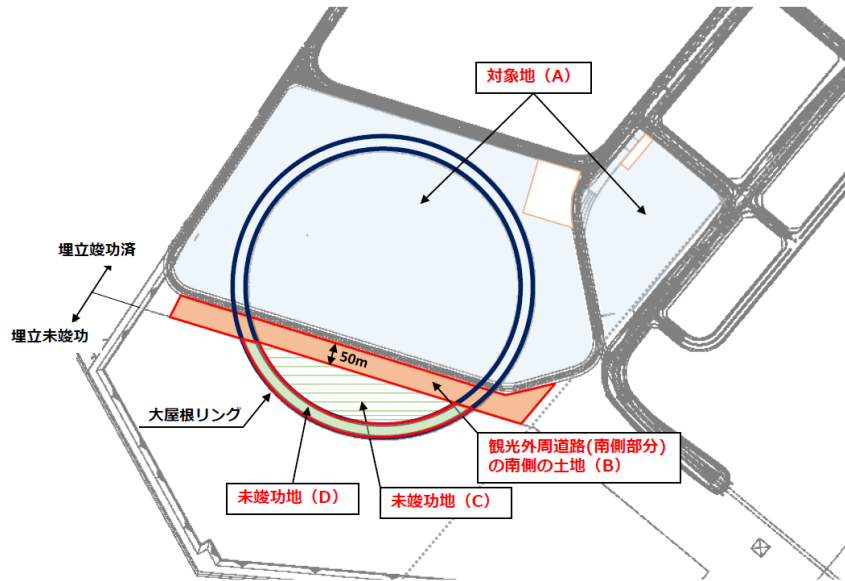 対象地（A）
埋立竣功済
埋立未竣功
50m
大屋根リング
観光外周道路(南側部分)
の南側の土地（B）
未竣功地（D）
未竣功地（C）